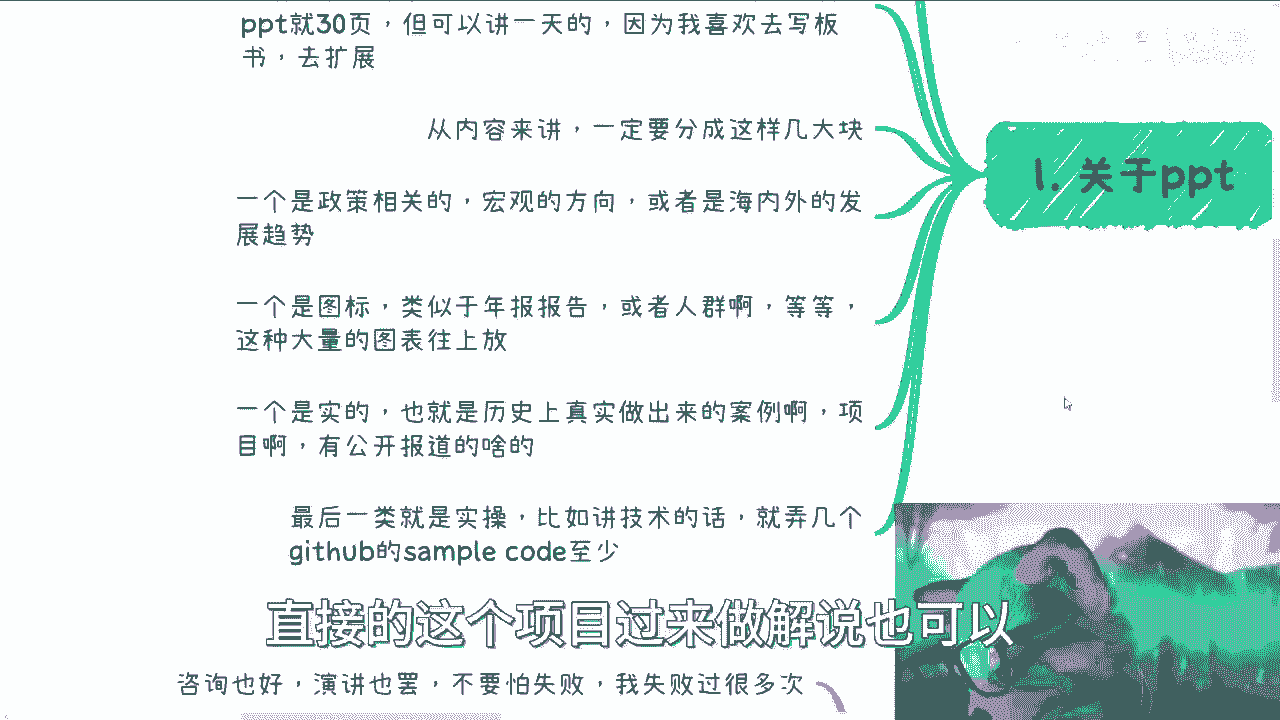 ppt就30页，但可以讲一天的，因为我喜欢去写板
书，去扩展
从内容来讲，一定要分成这样几大块
1. 关于ppt
一个是政策相关的，宏观的方向，或者是海内外的发
展趋势
一个是图标，类似于年报报告，或者人群啊，等等，
这种大量的图表往上放
一个是实的，也就是历史上真实做出来的案例啊，项
目啊，有公开报道的啥的
最后一类就是实操，比如讲技术的话，就弄几个
github的sample code至少
直接的这个项目过来做解说也可以
咨询也好，演讲也罢，不要怕失败，我失败过很多次